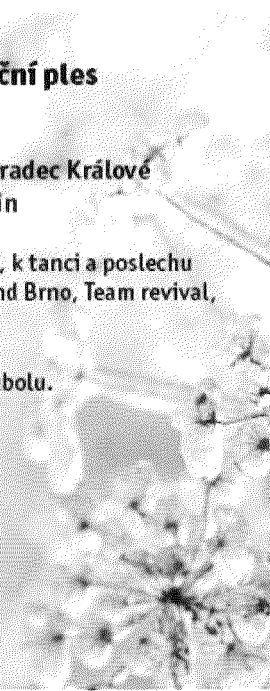 ční ples
radec Králové
in
, k tanci a poslechu
nd Brno, Team revival,
bolu.